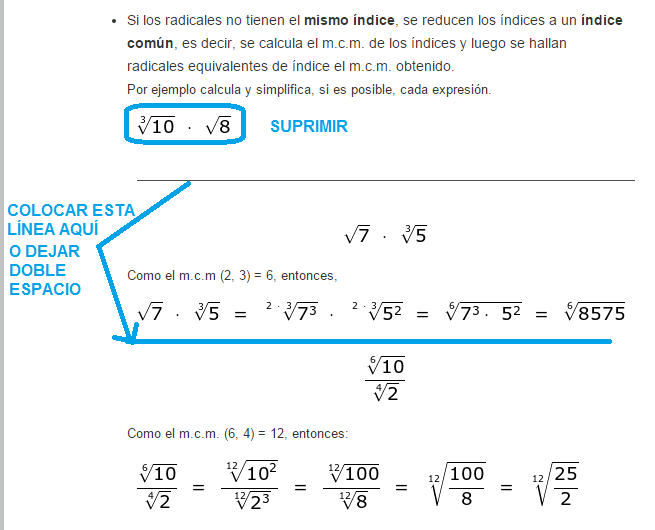 • Si los radicales no tienen el mismo índice, se reducen los índices a un índice
común, es decir, se calcula el m.c.m. de los índices y luego se hallan
radicales equivalentes de índice el m.c.m. obtenido.
Por ejemplo calcula y simplifica, si es posible, cada expresión.
∛10 · √8 SUPRIMIR
COLOCAR ESTA
LÍNEA AQUÍ
O DEJAR
DOBLE
ESPACIO
√7 · ∛5
Como el m.c.m (2, 3) = 6, entonces,
√7 · ∛5 = ²·³√7³ · ²·³√5² = ⁶√7³· 5² = ⁶√8575
⁶√10 / ⁴√2
Como el m.c.m. (6, 4) = 12, entonces:
⁶√10 / ⁴√2 = ¹²√10² / ¹²√2³ = ¹²√100 / ¹²√8 = ¹²√(100/8) = ¹²√(25/2)